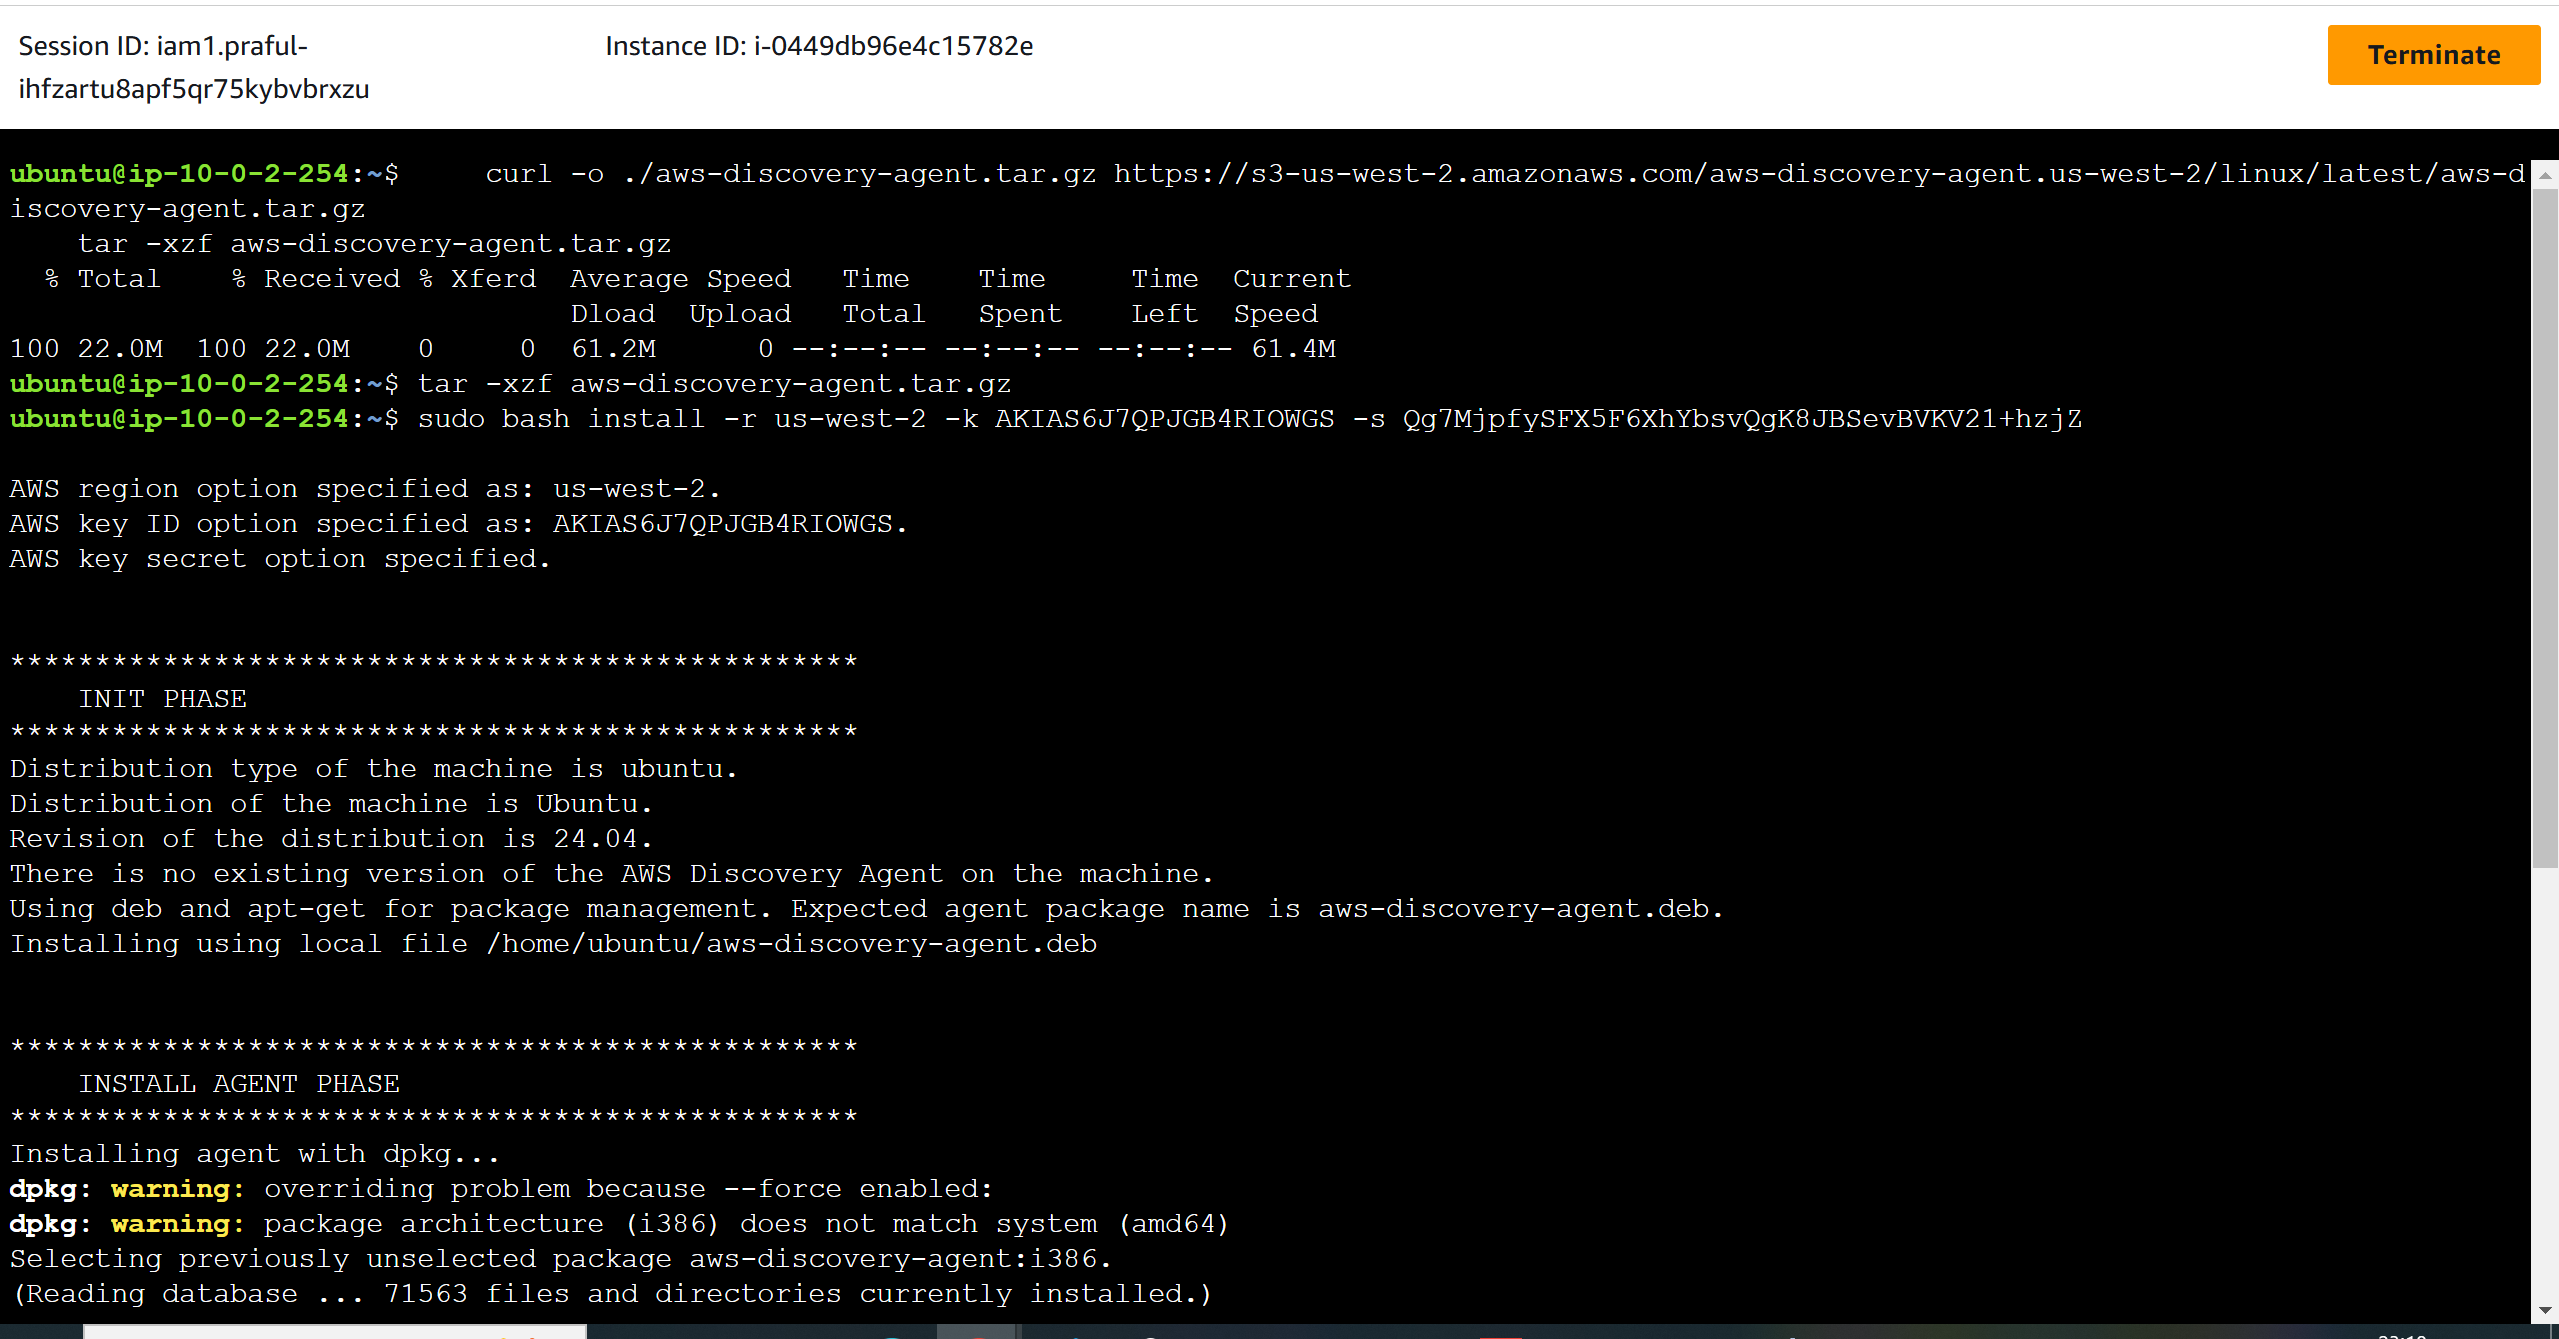 Session ID: iam1.praful-
ihfzartu8apf5qr75kybvbrxzu
Instance ID: i-0449db96e4c15782e
Terminate
ubuntu@ip-10-0-2-254:~$     curl -o ./aws-discovery-agent.tar.gz https://s3-us-west-2.amazonaws.com/aws-discovery-agent.us-west-2/linux/latest/aws-d
iscovery-agent.tar.gz
    tar -xzf aws-discovery-agent.tar.gz
  % Total    % Received % Xferd  Average Speed   Time    Time     Time  Current
                                 Dload  Upload   Total   Spent    Left  Speed
100 22.0M  100 22.0M    0     0  61.2M      0 --:--:-- --:--:-- --:--:-- 61.4M
ubuntu@ip-10-0-2-254:~$ tar -xzf aws-discovery-agent.tar.gz
ubuntu@ip-10-0-2-254:~$ sudo bash install -r us-west-2 -k AKIAS6J7QPJGB4RIOWGS -s Qg7MjpfySFX5F6XhYbsvQgK8JBSevBVKV21+hzjZ
AWS region option specified as: us-west-2.
AWS key ID option specified as: AKIAS6J7QPJGB4RIOWGS.
AWS key secret option specified.
**************************************************
    INIT PHASE
**************************************************
Distribution type of the machine is ubuntu.
Distribution of the machine is Ubuntu.
Revision of the distribution is 24.04.
There is no existing version of the AWS Discovery Agent on the machine.
Using deb and apt-get for package management. Expected agent package name is aws-discovery-agent.deb.
Installing using local file /home/ubuntu/aws-discovery-agent.deb
**************************************************
    INSTALL AGENT PHASE
**************************************************
Installing agent with dpkg...
dpkg: warning: overriding problem because --force enabled:
dpkg: warning: package architecture (i386) does not match system (amd64)
Selecting previously unselected package aws-discovery-agent:i386.
(Reading database ... 71563 files and directories currently installed.)